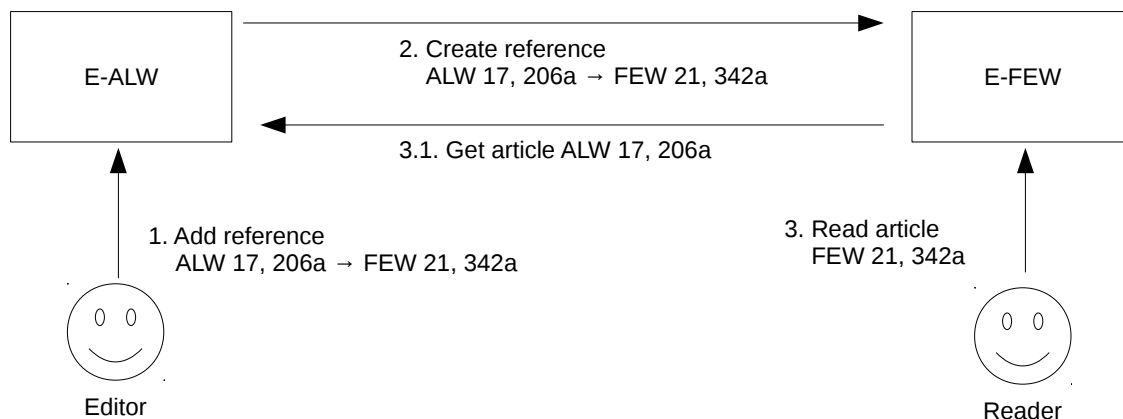 E-ALW
E-FEW
2. Create reference
ALW 17, 206a → FEW 21, 342a
3.1. Get article ALW 17, 206a
1. Add reference
ALW 17, 206a → FEW 21, 342a
3. Read article
FEW 21, 342a
Editor
Reader